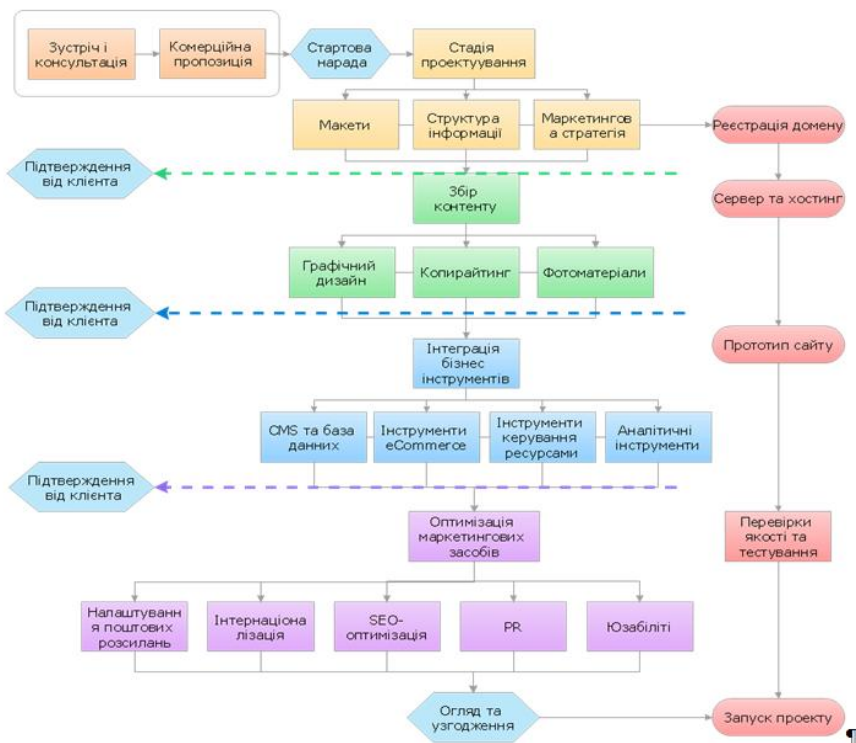 Зустріч і
консультація
Комерційна
пропозиція
Стартова
нарада
Стадія
проектуування
Макети
Структура
інформації
Маркетингов
а стратегія
Реєстрація домену
Підтвердження
від клієнта
Збір
контенту
Сервер та хостинг
Графічний
дизайн
Копирайтинг
Фотоматеріали
Підтвердження
від клієнта
Прототип сайту
Інтеграція
бізнес
інструментів
CMS та база
данних
Інструменти
eCommerce
Інструменти
керування
ресурсами
Аналітичні
інструменти
Підтвердження
від клієнта
Оптимізація
маркетингових
засобів
Перевірки
якості та
тестування
Налаштуванн
я поштових
розсилань
Інтернаціона
лізація
SEO-
оптимізація
PR
Юзабіліті
Огляд та
узгодження
Запуск проекту
¶